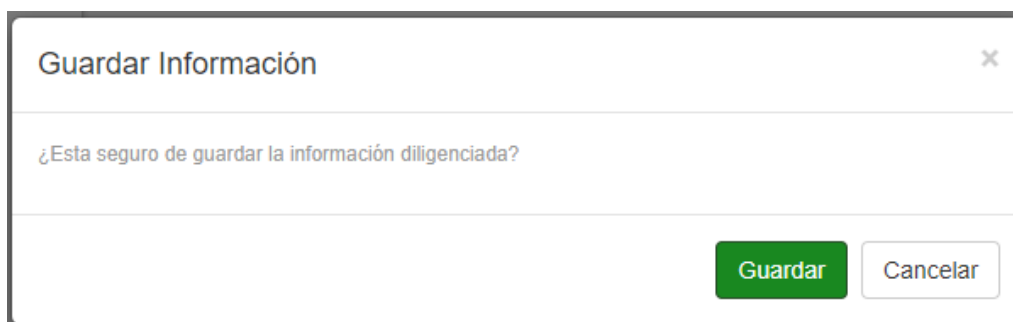 Guardar Información
×
¿Esta seguro de guardar la información diligenciada?
Guardar Cancelar